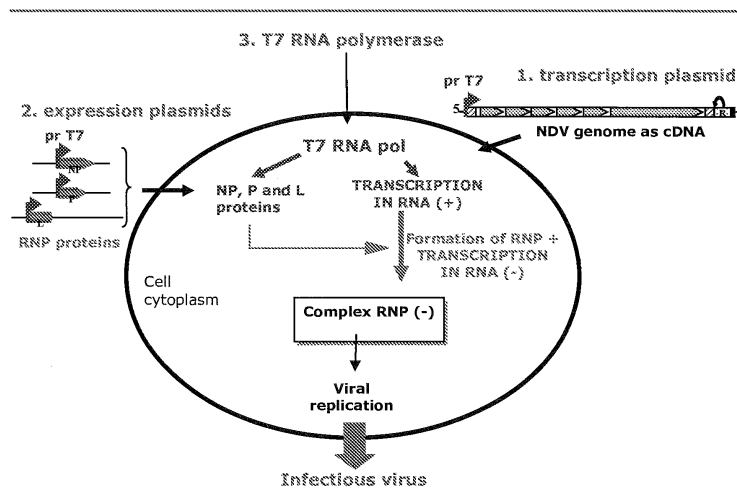 3. T7 RNA polymerase
pr T7
1. transcription plasmid
5'
R
NDV genome as cDNA
2. expression plasmids
pr T7
NP
P
L
RNP proteins
T7 RNA pol
NP, P and L
proteins
TRANSCRIPTION
IN RNA (+)
Formation of RNP +
TRANSCRIPTION
IN RNA (-)
Cell
cytoplasm
Complex RNP (-)
Viral
replication
Infectious virus